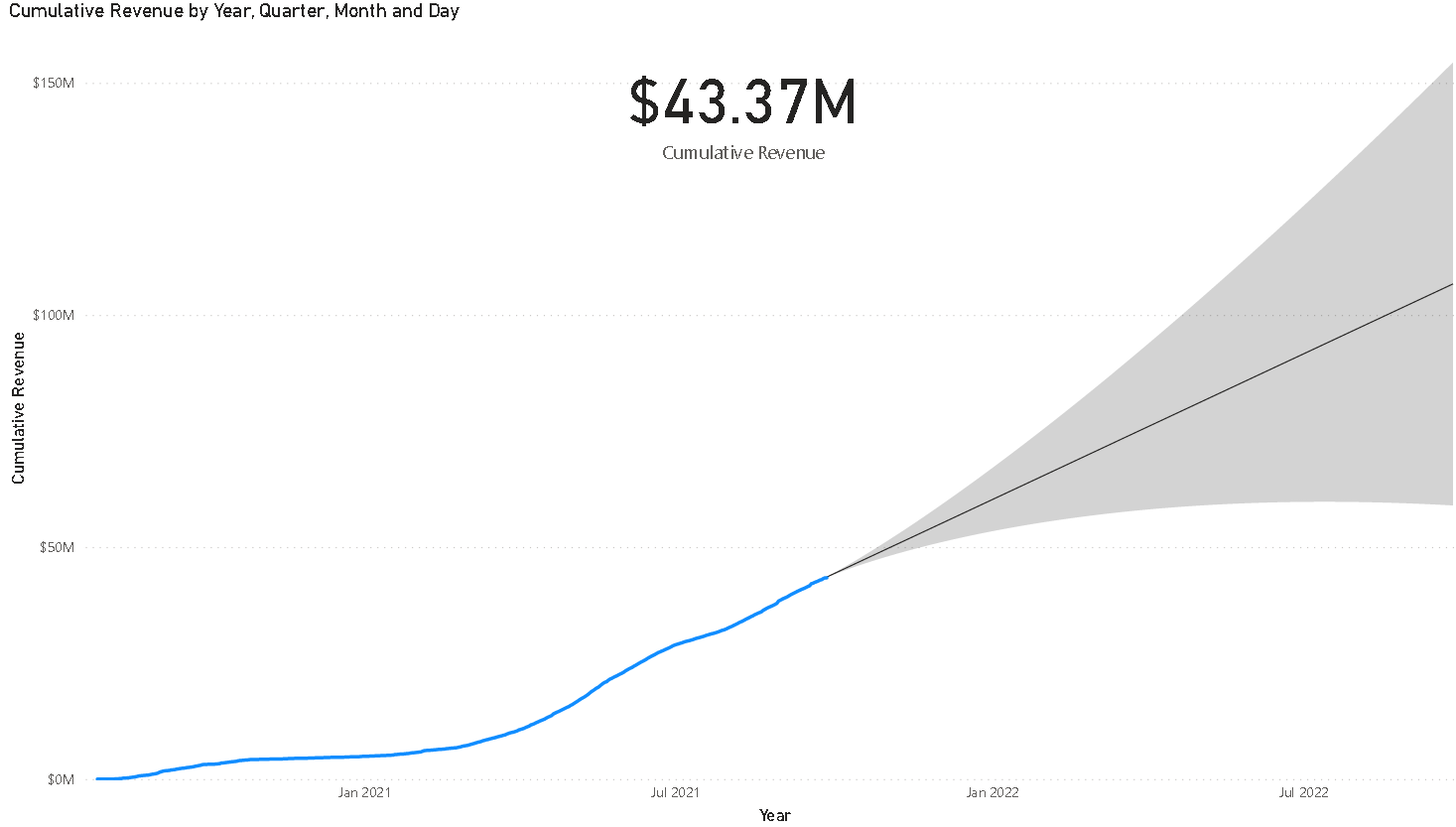 Cumulative Revenue by Year, Quarter, Month and Day
$150M
$43.37M
Cumulative Revenue
$100M
Cumulative Revenue
$50M
$0M
Jan 2021
Jul 2021
Jan 2022
Jul 2022
Year